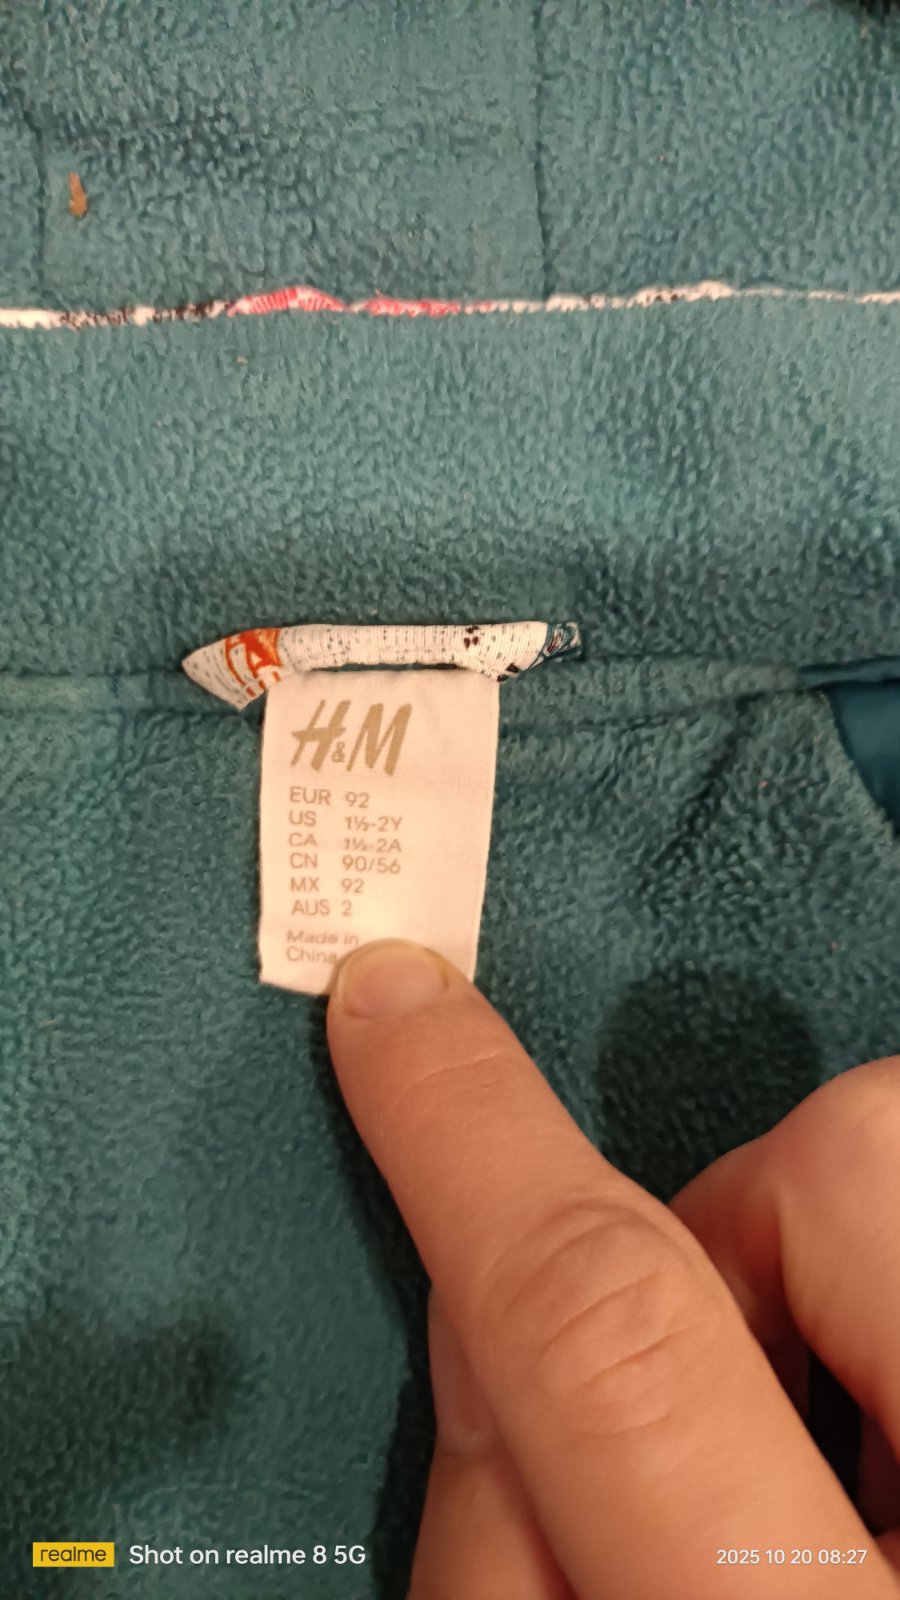 H&M
EUR 92
US 1½-2Y
CA 1½-2A
CN 90/56
MX 92
AUS 2
Made in
China
realme Shot on realme 8 5G
2025 10 20 08:27